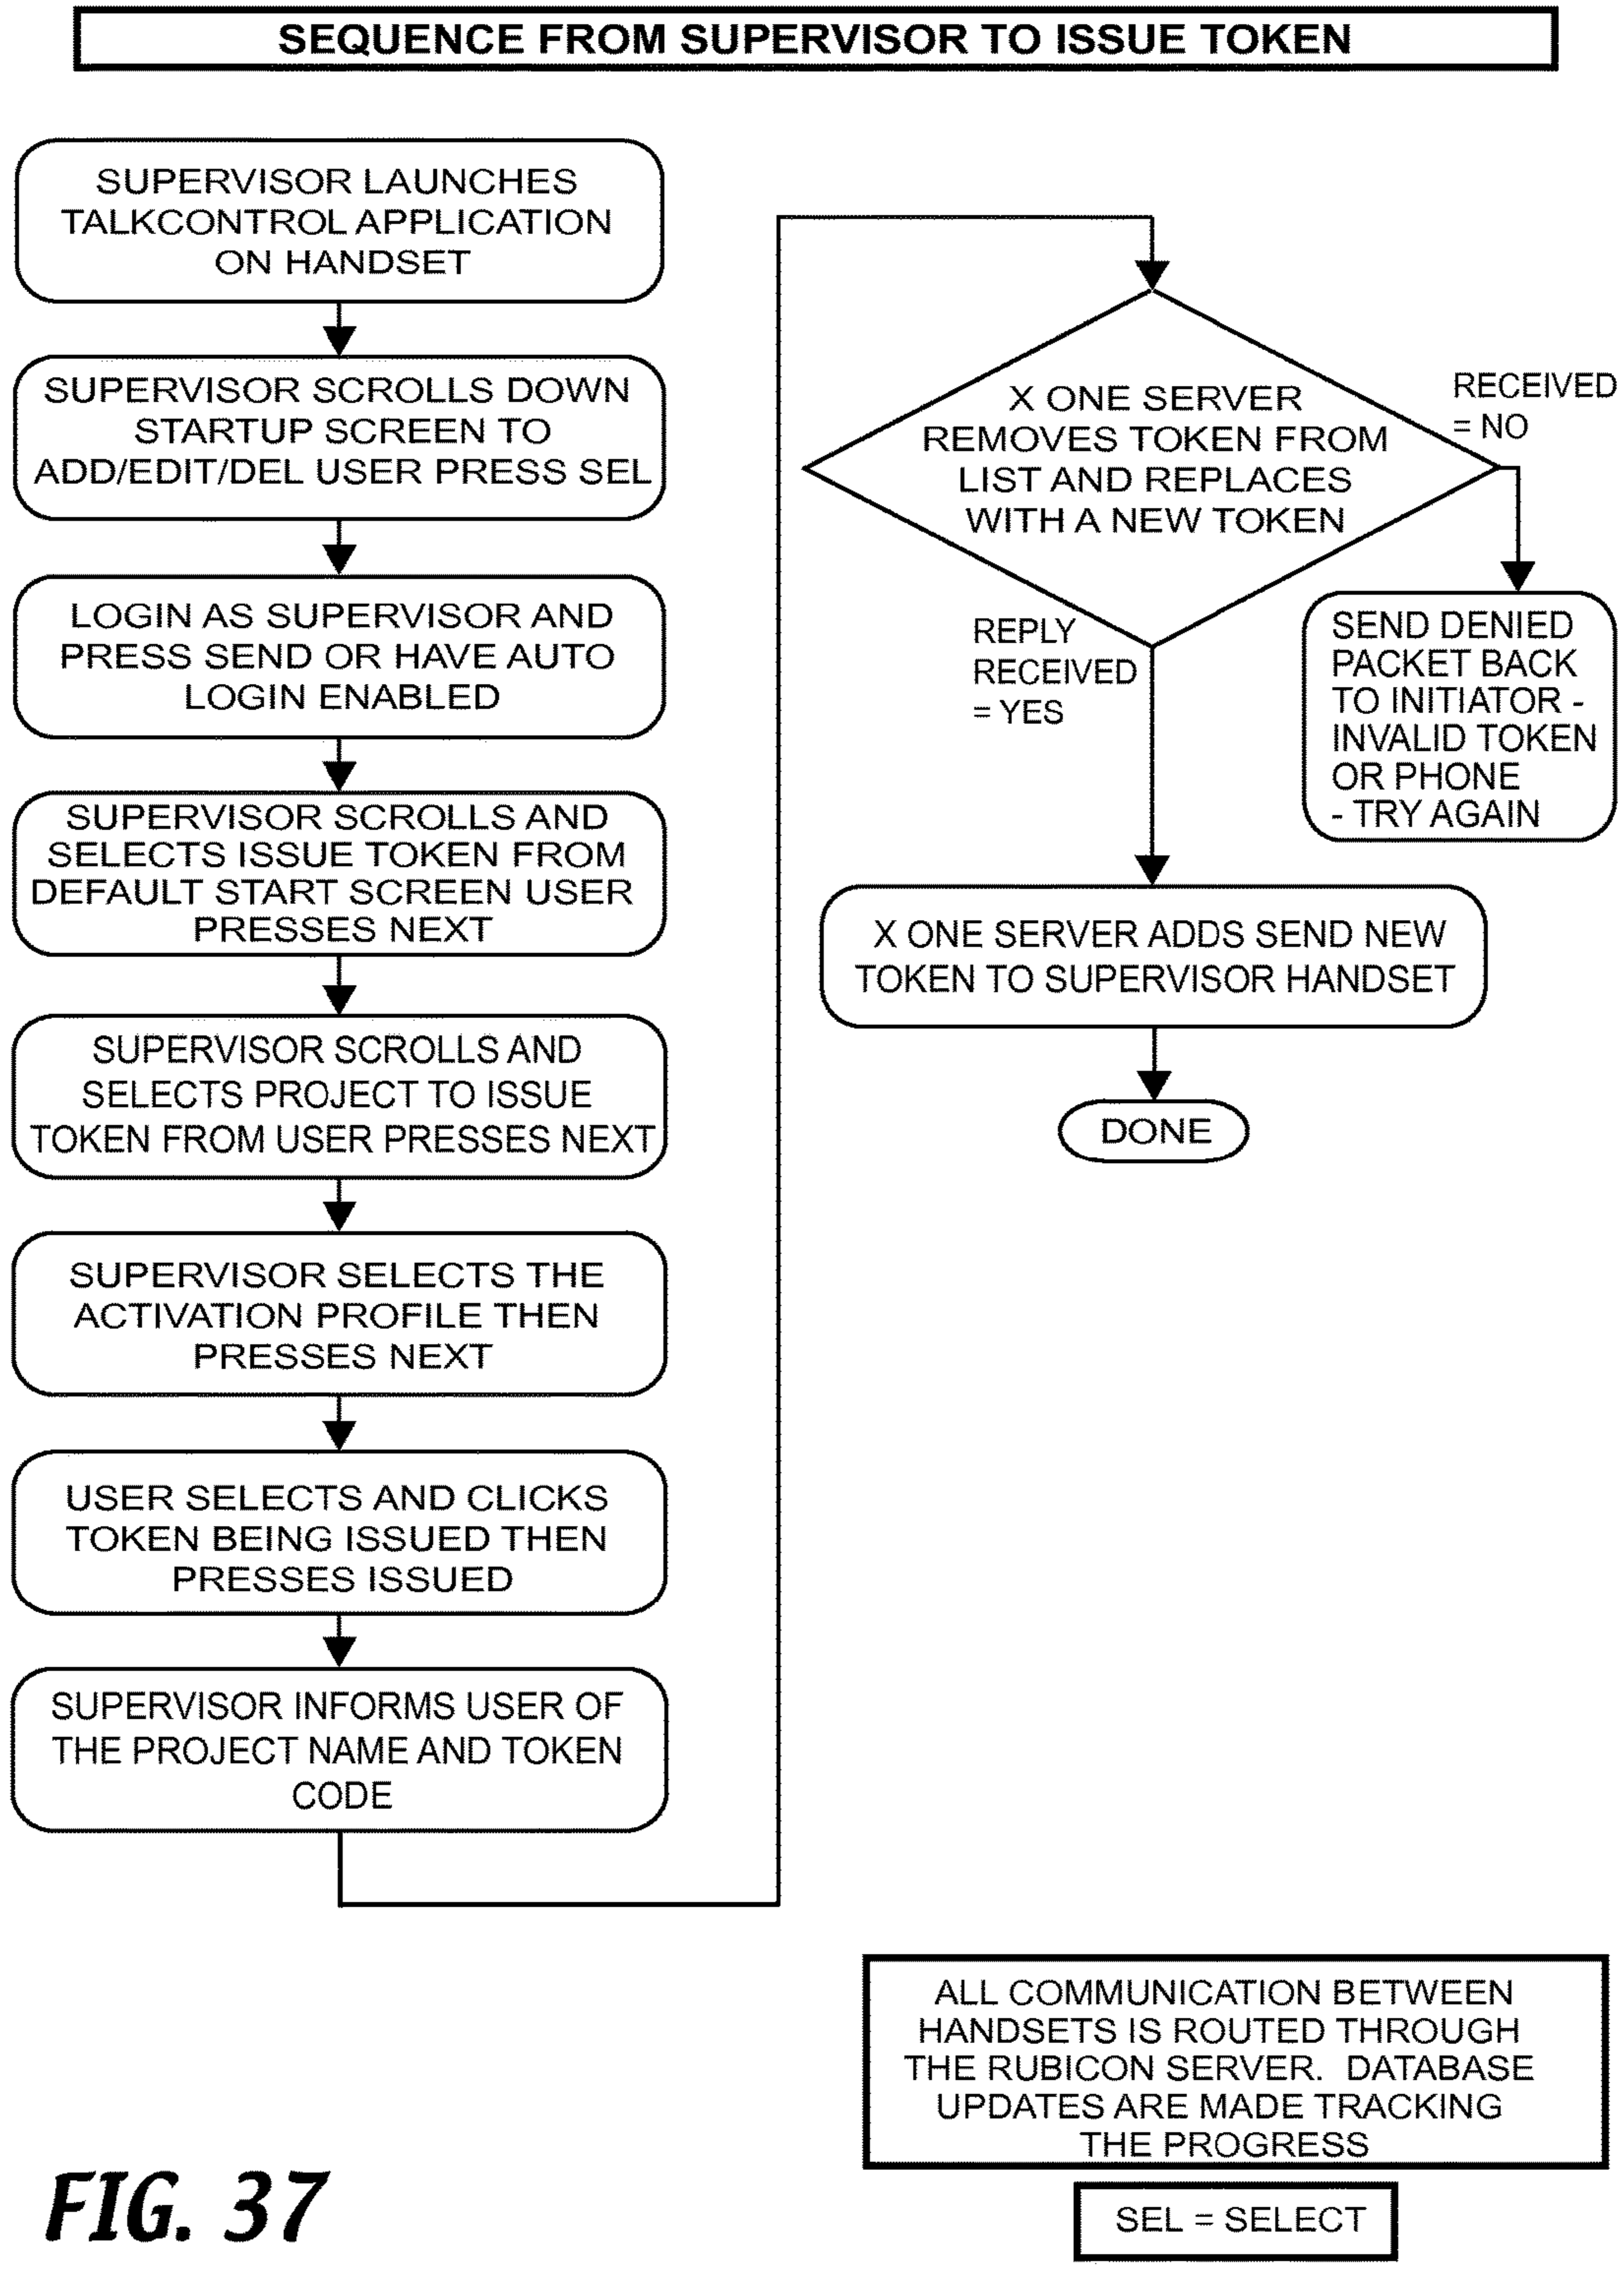 SEQUENCE FROM SUPERVISOR TO ISSUE TOKEN
SUPERVISOR LAUNCHES
TALKCONTROL APPLICATION
ON HANDSET
SUPERVISOR SCROLLS DOWN
STARTUP SCREEN TO
ADD/EDIT/DEL USER PRESS SEL
LOGIN AS SUPERVISOR AND
PRESS SEND OR HAVE AUTO
LOGIN ENABLED
SUPERVISOR SCROLLS AND
SELECTS ISSUE TOKEN FROM
DEFAULT START SCREEN USER
PRESSES NEXT
SUPERVISOR SCROLLS AND
SELECTS PROJECT TO ISSUE
TOKEN FROM USER PRESSES NEXT
SUPERVISOR SELECTS THE
ACTIVATION PROFILE THEN
PRESSES NEXT
USER SELECTS AND CLICKS
TOKEN BEING ISSUED THEN
PRESSES ISSUED
SUPERVISOR INFORMS USER OF
THE PROJECT NAME AND TOKEN
CODE
X ONE SERVER
REMOVES TOKEN FROM
LIST AND REPLACES
WITH A NEW TOKEN
RECEIVED
= NO
SEND DENIED
PACKET BACK
TO INITIATOR -
INVALID TOKEN
OR PHONE
- TRY AGAIN
REPLY
RECEIVED
= YES
X ONE SERVER ADDS SEND NEW
TOKEN TO SUPERVISOR HANDSET
DONE
ALL COMMUNICATION BETWEEN
HANDSETS IS ROUTED THROUGH
THE RUBICON SERVER. DATABASE
UPDATES ARE MADE TRACKING
THE PROGRESS
SEL = SELECT
FIG. 37